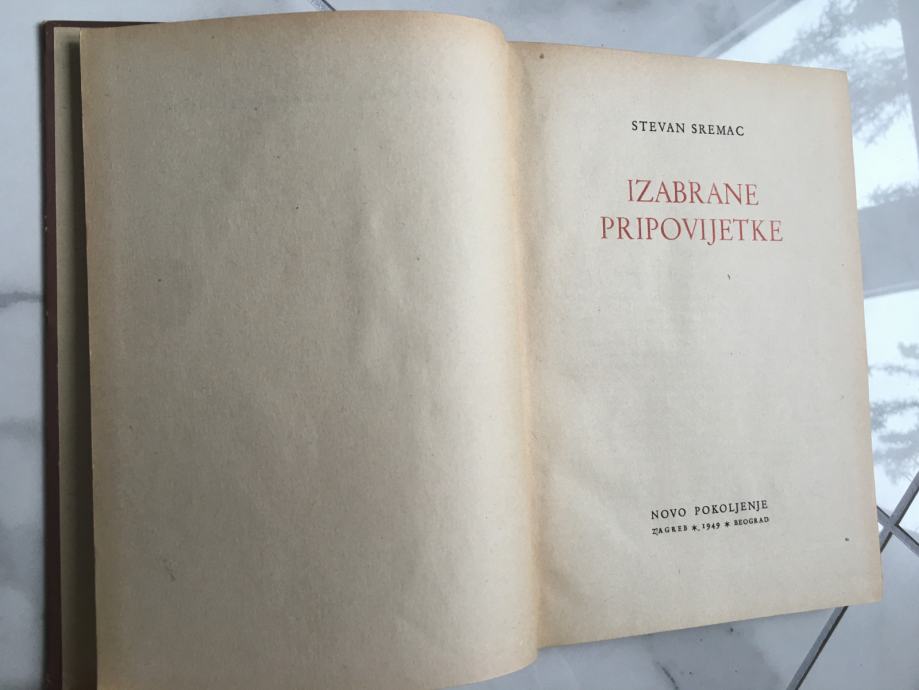 STEVAN SREMAC
IZABRANE
PRIPOVIJETKE
NOVO POKOLJENJE
ZAGREB * 1949 * BEOGRAD